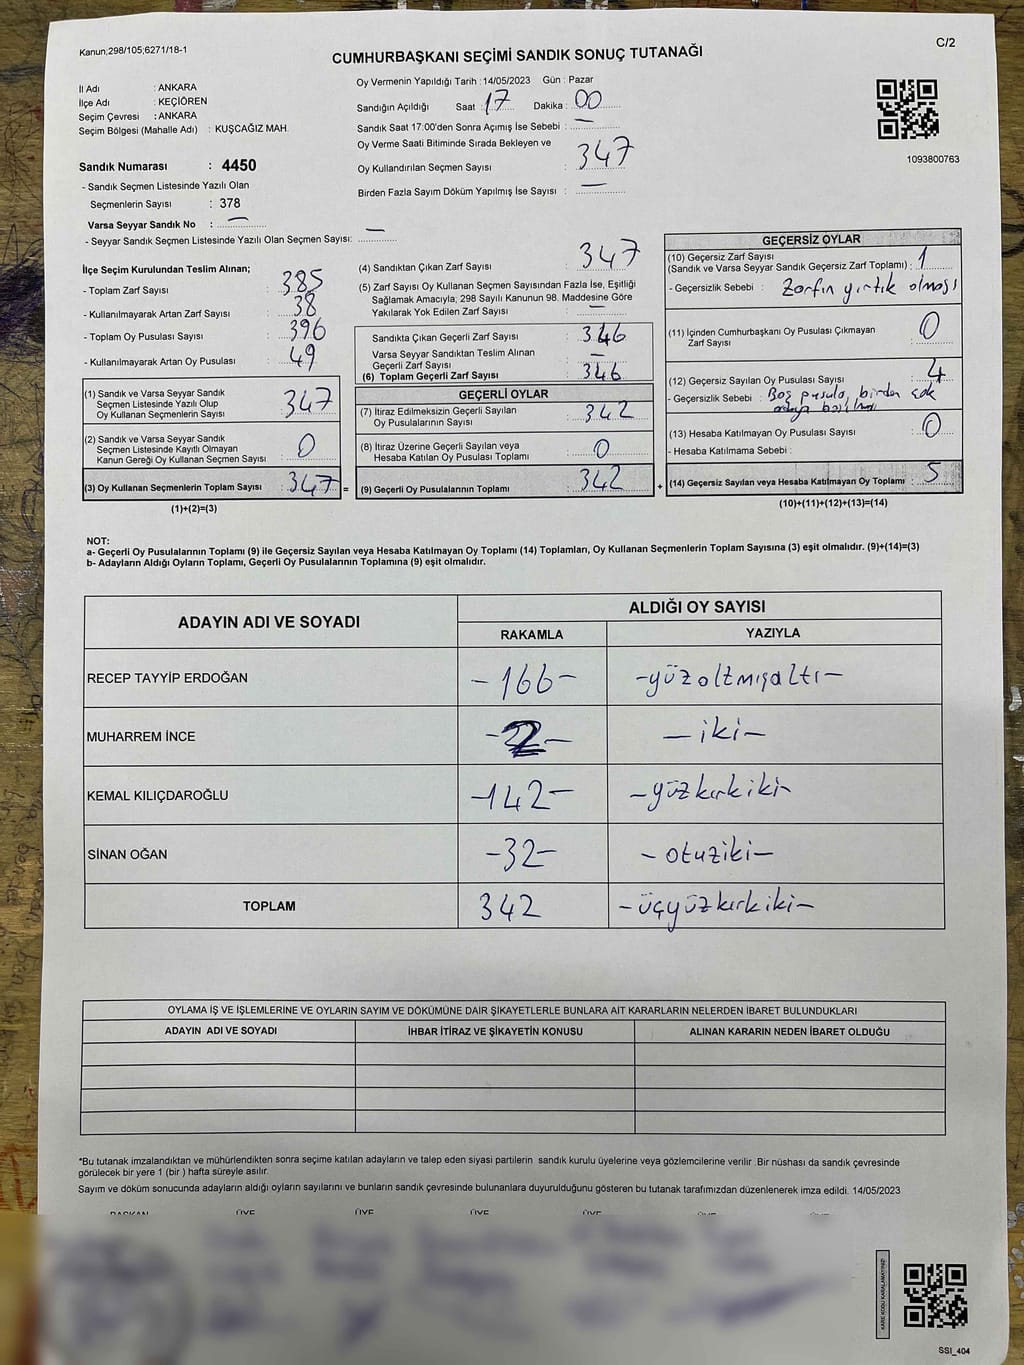 Kanun;298/105;6271/18-1
C/2
CUMHURBAŞKANI SEÇİMİ SANDIK SONUÇ TUTANAĞI
İl Adı : ANKARA
İlçe Adı : KEÇİÖREN
Seçim Çevresi : ANKARA
Seçim Bölgesi (Mahalle Adı) : KUŞCAĞIZ MAH.
Sandık Numarası : 4450
- Sandık Seçmen Listesinde Yazılı Olan
Seçmenlerin Sayısı : 378
Varsa Seyyar Sandık No : —
- Seyyar Sandık Seçmen Listesinde Yazılı Olan Seçmen Sayısı: —
Oy Vermenin Yapıldığı Tarih : 14/05/2023 Gün : Pazar
Sandığın Açıldığı Saat : 17 Dakika : 00
Sandık Saat 17:00'den Sonra Açımış İse Sebebi : —
Oy Verme Saati Bitiminde Sırada Bekleyen ve
Oy Kullandırılan Seçmen Sayısı : 347
Birden Fazla Sayım Döküm Yapılmış İse Sayısı : —
1093800763
İlçe Seçim Kurulundan Teslim Alınan;
- Toplam Zarf Sayısı : 385
- Kullanılmayarak Artan Zarf Sayısı : 38
- Toplam Oy Pusulası Sayısı : 396
- Kullanılmayarak Artan Oy Pusulası : 49
(1) Sandık ve Varsa Seyyar Sandık
Seçmen Listesinde Yazılı Olup
Oy Kullanan Seçmenlerin Sayısı : 347
(2) Sandık ve Varsa Seyyar Sandık
Seçmen Listesinde Kayıtlı Olmayan
Kanun Gereği Oy Kullanan Seçmen Sayısı : 0
(3) Oy Kullanan Seçmenlerin Toplam Sayısı : 347 =
(1)+(2)=(3)
(4) Sandıktan Çıkan Zarf Sayısı : 347
(5) Zarf Sayısı Oy Kullanan Seçmen Sayısından Fazla İse, Eşitliği
Sağlamak Amacıyla; 298 Sayılı Kanunun 98. Maddesine Göre
Yakılarak Yok Edilen Zarf Sayısı : —
Sandıkta Çıkan Geçerli Zarf Sayısı : 346
Varsa Seyyar Sandıktan Teslim Alınan
Geçerli Zarf Sayısı : —
(6) Toplam Geçerli Zarf Sayısı : 346
GEÇERLİ OYLAR
(7) İtiraz Edilmeksizin Geçerli Sayılan
Oy Pusulalarının Sayısı : 342
(8) İtiraz Üzerine Geçerli Sayılan veya
Hesaba Katılan Oy Pusulası Toplamı : 0
(9) Geçerli Oy Pusulalarının Toplamı : 342 +
GEÇERSİZ OYLAR
(10) Geçersiz Zarf Sayısı
(Sandık ve Varsa Seyyar Sandık Geçersiz Zarf Toplamı) : 1
- Geçersizlik Sebebi : Zarfın yırtık olması
(11) İçinden Cumhurbaşkanı Oy Pusulası Çıkmayan
Zarf Sayısı : 0
(12) Geçersiz Sayılan Oy Pusulası Sayısı : 4
- Geçersizlik Sebebi : Boş pusula, birden çok
(13) Hesaba Katılmayan Oy Pusulası Sayısı : 0
- Hesaba Katılmama Sebebi :
(14) Geçersiz Sayılan veya Hesaba Katılmayan Oy Toplamı : 5
(10)+(11)+(12)+(13)=(14)
NOT:
a- Geçerli Oy Pusulalarının Toplamı (9) ile Geçersiz Sayılan veya Hesaba Katılmayan Oy Toplamı (14) Toplamları, Oy Kullanan Seçmenlerin Toplam Sayısına (3) eşit olmalıdır. (9)+(14)=(3)
b- Adayların Aldığı Oyların Toplamı, Geçerli Oy Pusulalarının Toplamına (9) eşit olmalıdır.
ADAYIN ADI VE SOYADI ALDIĞI OY SAYISI
RAKAMLA YAZIYLA
RECEP TAYYİP ERDOĞAN -166- -yüzaltmışaltı-
MUHARREM İNCE -2- -iki-
KEMAL KILIÇDAROĞLU -142- -yüzkırkiki-
SİNAN OĞAN -32- -otuziki-
TOPLAM 342 -üçyüzkırkiki-
OYLAMA İŞ VE İŞLEMLERİNE VE OYLARIN SAYIM VE DÖKÜMÜNE DAİR ŞİKAYETLERLE BUNLARA AİT KARARLARIN NELERDEN İBARET BULUNDUKLARI
ADAYIN ADI VE SOYADI İHBAR İTİRAZ VE ŞİKAYETİN KONUSU ALINAN KARARIN NEDEN İBARET OLDUĞU
*Bu tutanak imzalandıktan ve mühürlendikten sonra seçime katılan adayların ve talep eden siyasi partilerin sandık kurulu üyelerine veya gözlemcilerine verilir .Bir nüshası da sandık çevresinde
görülecek bir yere 1 (bir ) hafta süreyle asılır.
Sayım ve döküm sonucunda adayların aldığı oyların sayılarını ve bunların sandık çevresinde bulunanlara duyurulduğunu gösteren bu tutanak tarafımızdan düzenlenerek imza edildi. 14/05/2023
BAŞKAN ÜYE ÜYE ÜYE ÜYE ÜYE ÜYE
KARE KODU KARALAMAYINIZ!
SSI_404